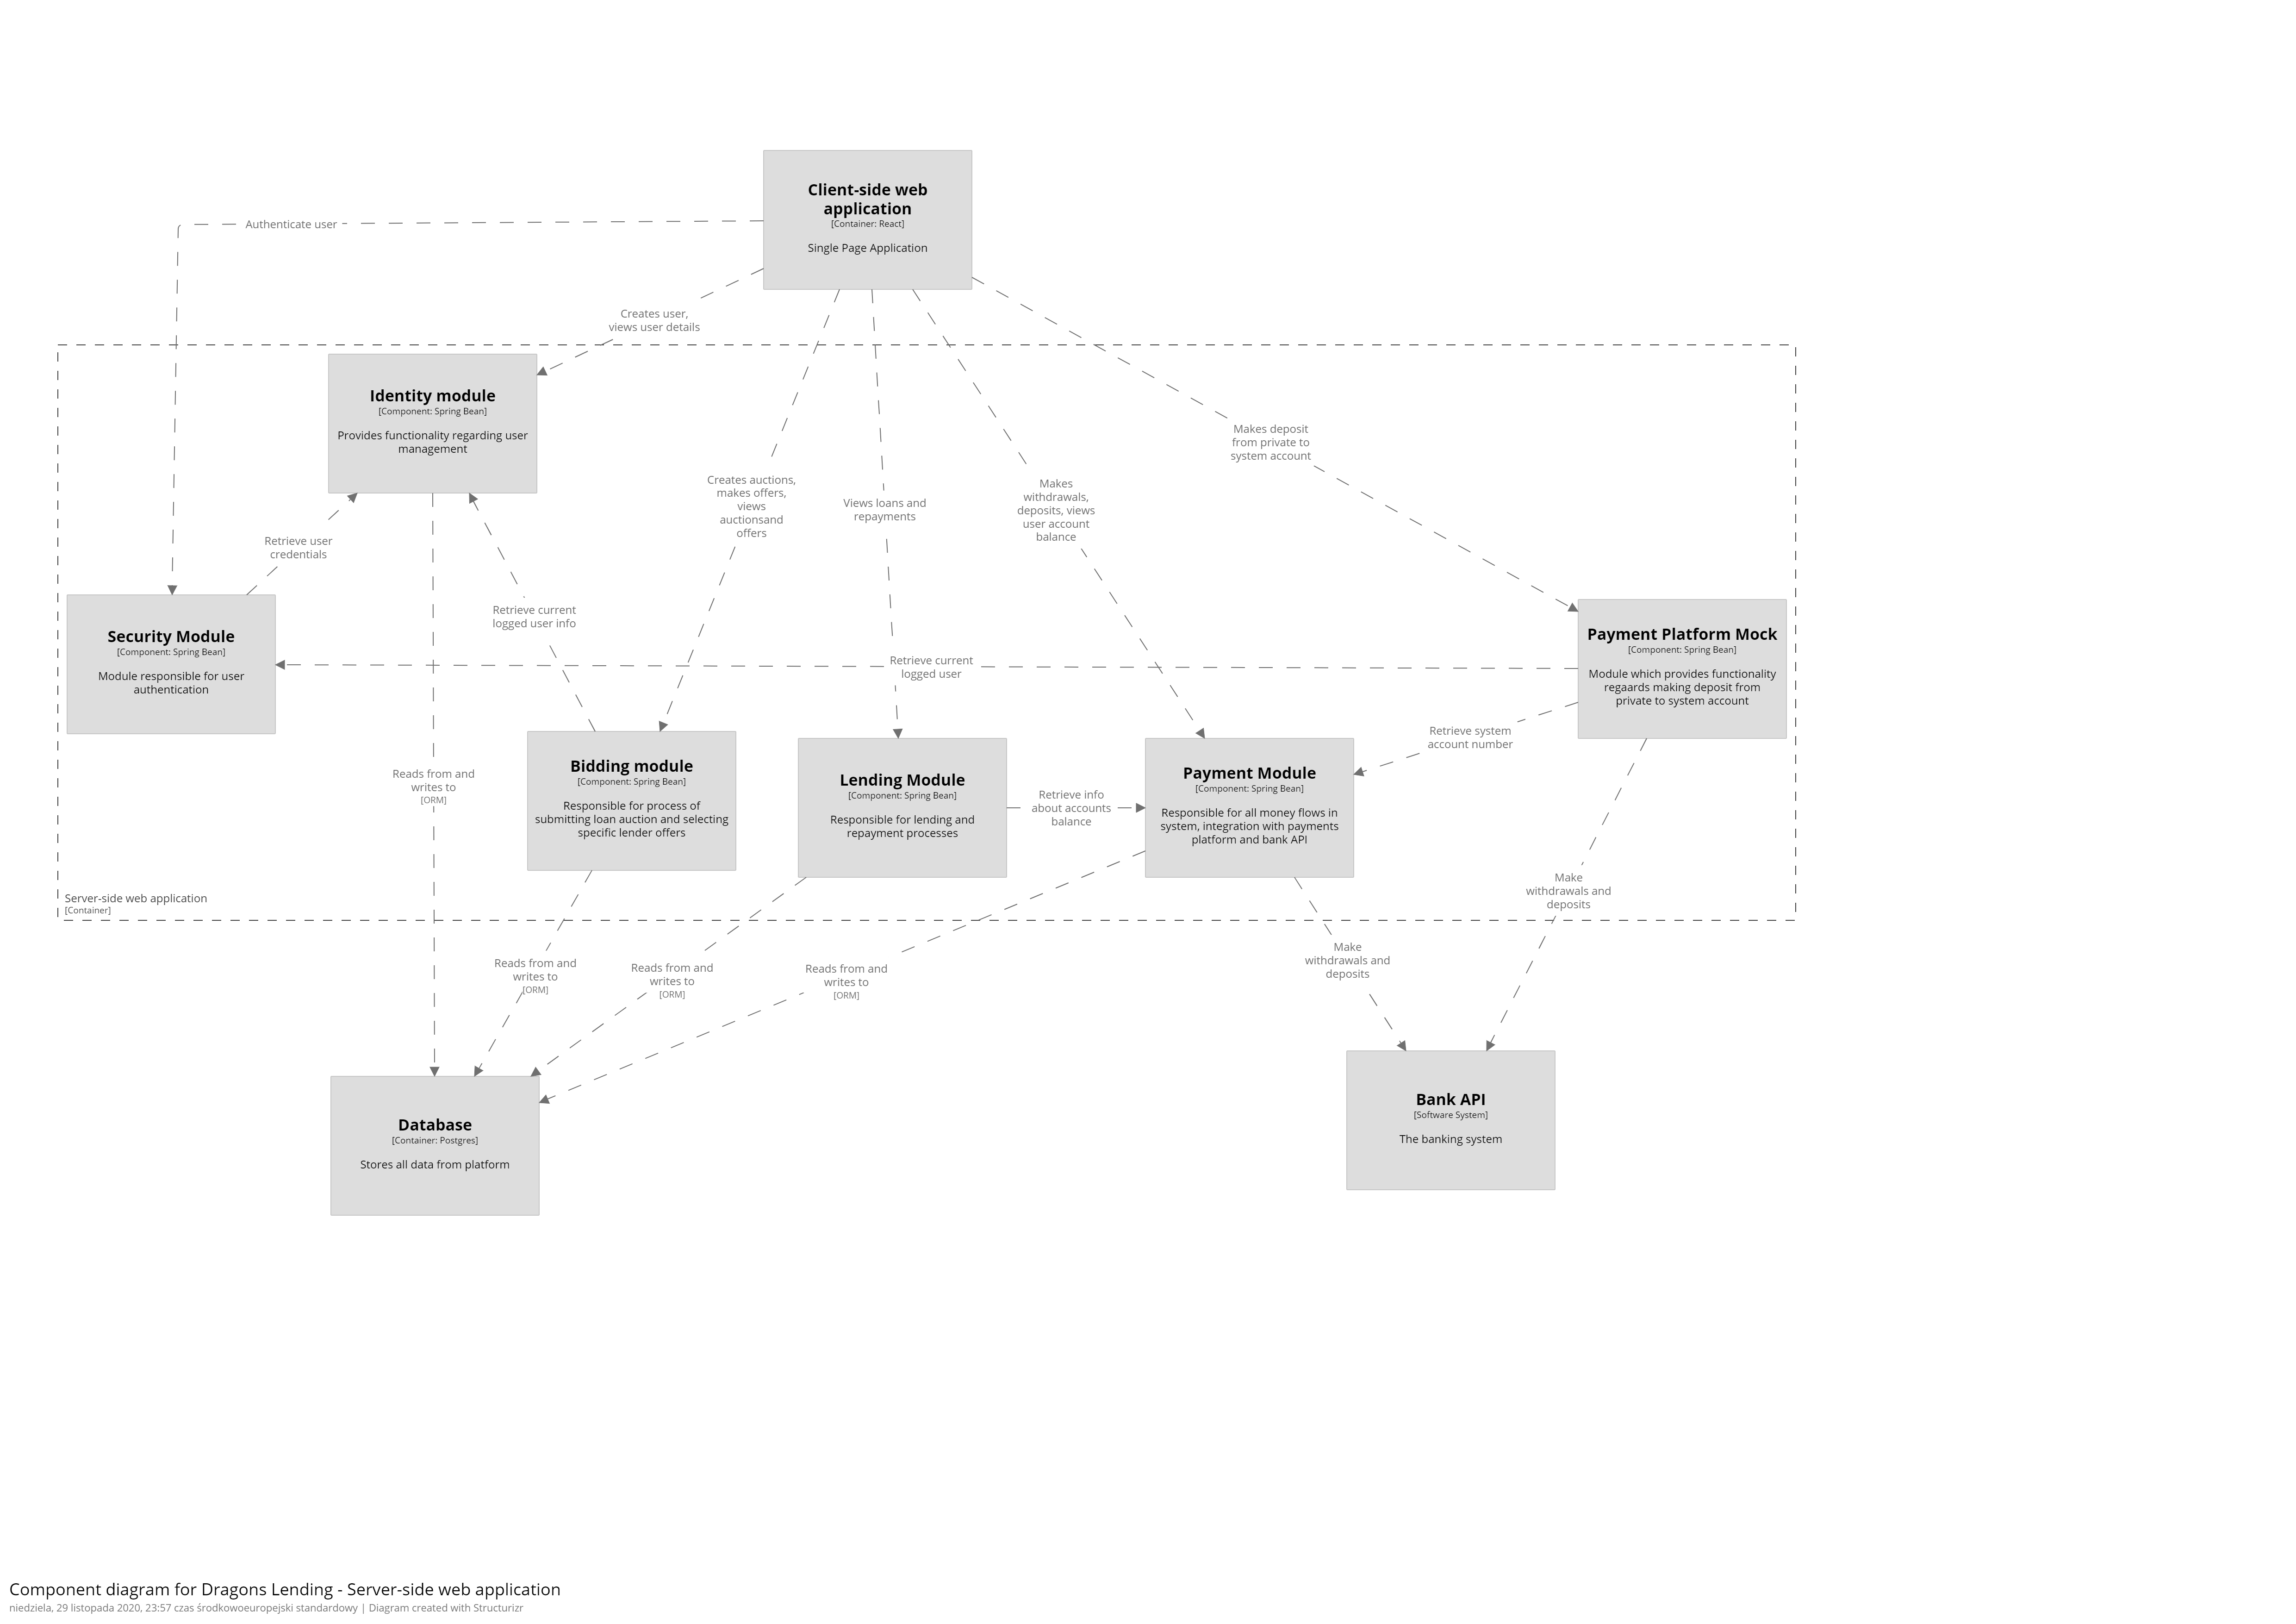 Client-side web
application
[Container: React]
Single Page Application
Authenticate user
Creates user,
views user details
Identity module
[Component: Spring Bean]
Provides functionality regarding user
management
Makes deposit
from private to
system account
Creates auctions,
makes offers,
views
auctionsand
offers
Views loans and
repayments
Makes
withdrawals,
deposits, views
user account
balance
Retrieve user
credentials
Retrieve current
logged user info
Security Module
[Component: Spring Bean]
Module responsible for user
authentication
Retrieve current
logged user
Payment Platform Mock
[Component: Spring Bean]
Module which provides functionality
regaards making deposit from
private to system account
Retrieve system
account number
Reads from and
writes to
[ORM]
Bidding module
[Component: Spring Bean]
Responsible for process of
submitting loan auction and selecting
specific lender offers
Lending Module
[Component: Spring Bean]
Responsible for lending and
repayment processes
Retrieve info
about accounts
balance
Payment Module
[Component: Spring Bean]
Responsible for all money flows in
system, integration with payments
platform and bank API
Make
withdrawals and
deposits
Server-side web application
[Container]
Reads from and
writes to
[ORM]
Reads from and
writes to
[ORM]
Reads from and
writes to
[ORM]
Make
withdrawals and
deposits
Database
[Container: Postgres]
Stores all data from platform
Bank API
[Software System]
The banking system
Component diagram for Dragons Lending - Server-side web application
niedziela, 29 listopada 2020, 23:57 czas środkowoeuropejski standardowy | Diagram created with Structurizr